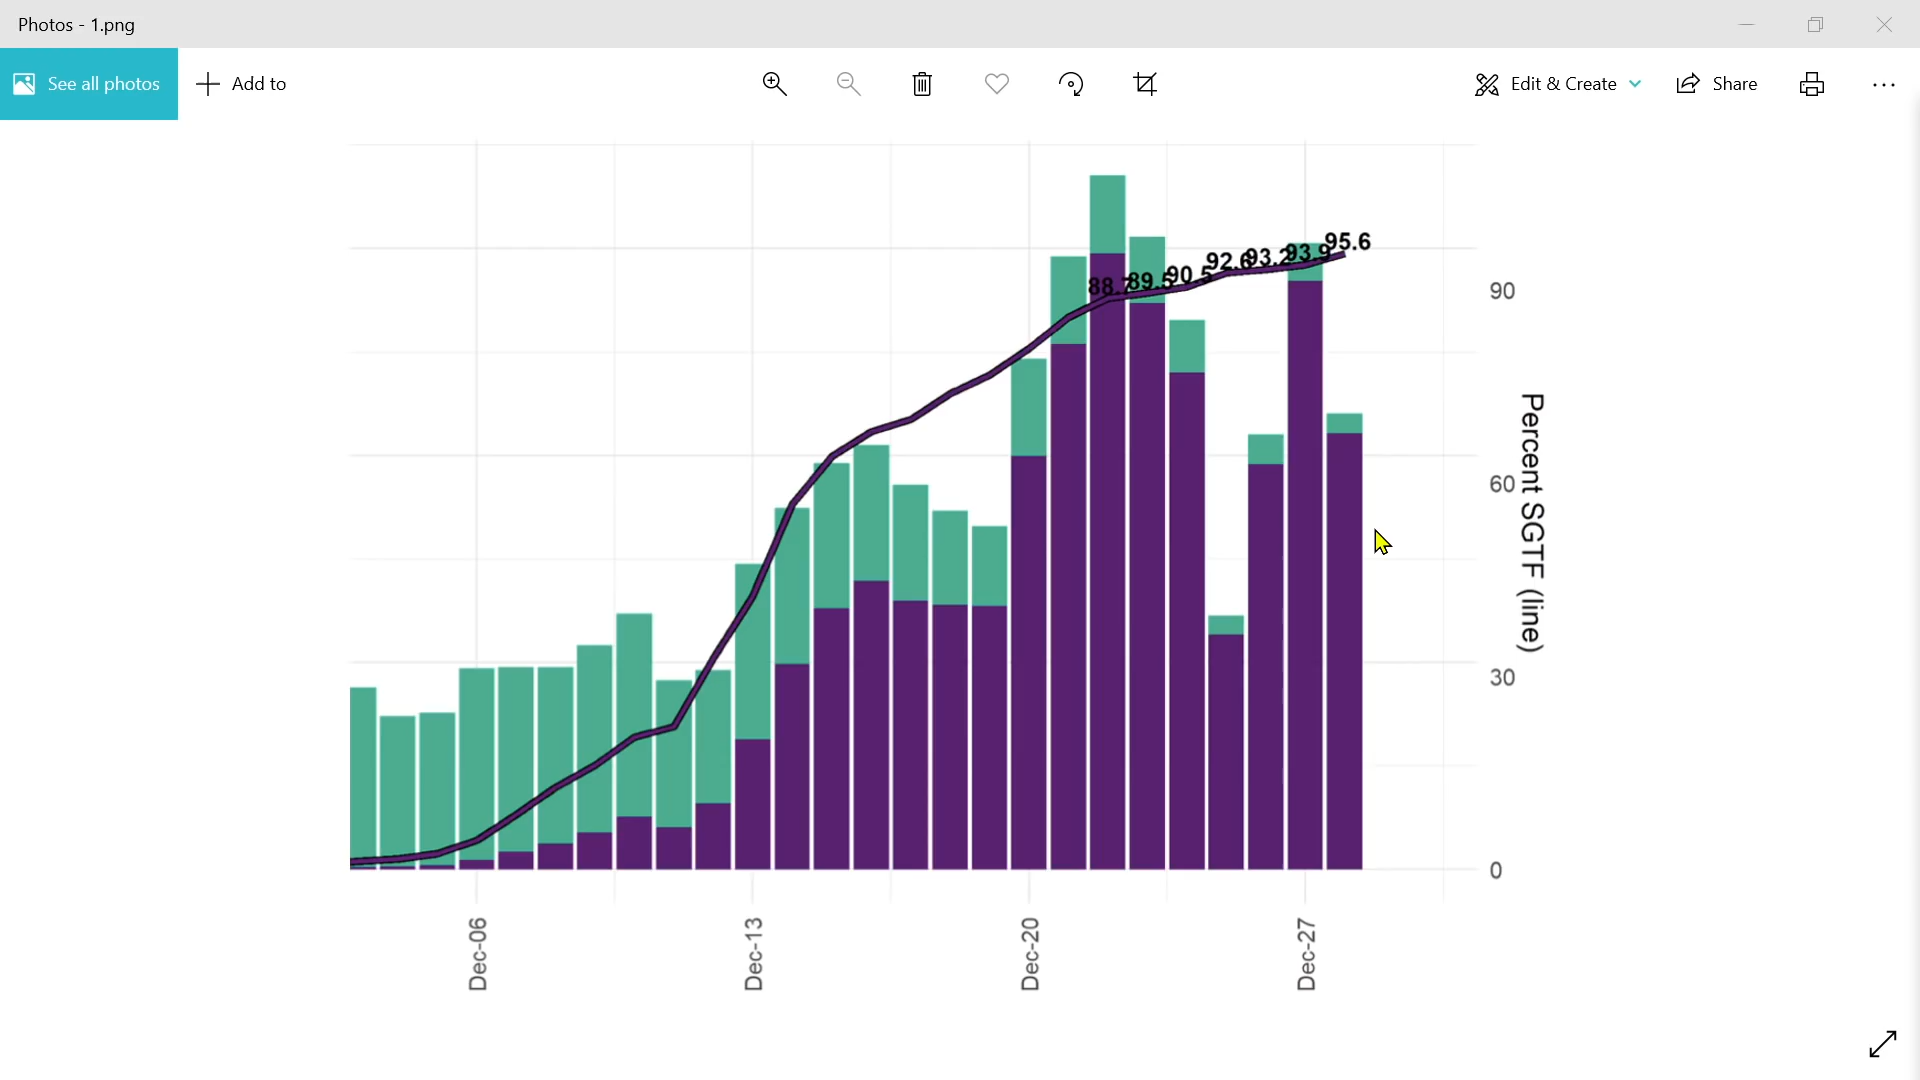 Photos - 1.png
See all photos
Add to
Edit & Create
Share
88.7 89.5 90.5 92.6 93.2 93.9 95.6
90
60
30
0
Percent SGTF (line)
Dec-06 Dec-13 Dec-20 Dec-27